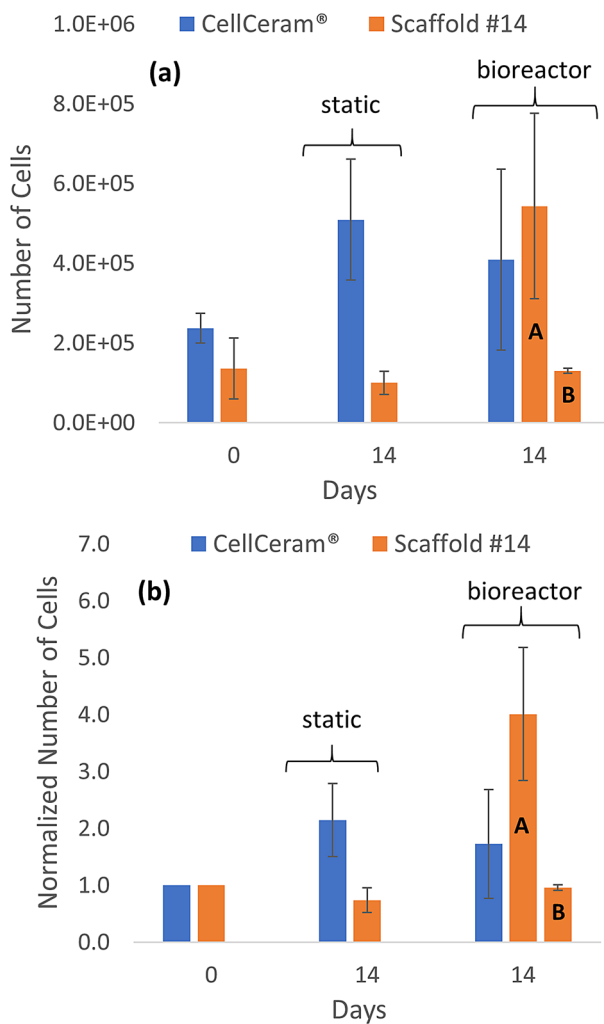 1.0E+06
CellCeram® Scaffold #14
(a)
bioreactor
8.0E+05
static
6.0E+05
4.0E+05
2.0E+05
0.0E+00
A
B
Number of Cells
0 14 14
Days
7.0
CellCeram® Scaffold #14
6.0
(b)
bioreactor
5.0
4.0
static
3.0
2.0
1.0
0.0
A
B
Normalized Number of Cells
0 14 14
Days